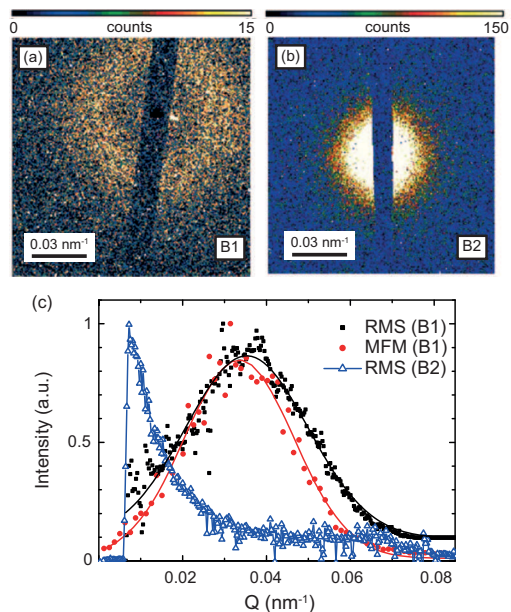 0 counts 15
0 counts 150
(a)
(b)
0.03 nm⁻¹
B1
0.03 nm⁻¹
B2
(c)
1
RMS (B1)
MFM (B1)
RMS (B2)
Intensity (a.u.)
0.5
0
0.02 0.04 0.06 0.08
Q (nm⁻¹)